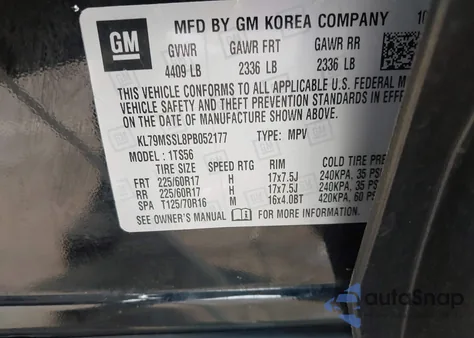 GM
MFD BY GM KOREA COMPANY
GVWR GAWR FRT GAWR RR
4409 LB 2336 LB 2336 LB
THIS VEHICLE CONFORMS TO ALL APPLICABLE U.S. FEDERAL
VEHICLE SAFETY AND THEFT PREVENTION STANDARDS IN
ON THE DATE OF MANUFACTURE SHOWN ABOVE.
KL79MSSL8PB052177 TYPE: MPV
MODEL: 1TS56
TIRE SIZE SPEED RTG RIM COLD TIRE PRE
FRT 225/60R17 H 17x7.5J 240KPA, 35
RR 225/60R17 H 17x7.5J 240KPA, 35
SPA T125/70R16 M 16x4.0BT 420KPA, 60
SEE OWNER'S MANUAL FOR MORE INFORMATION.
autoSnap